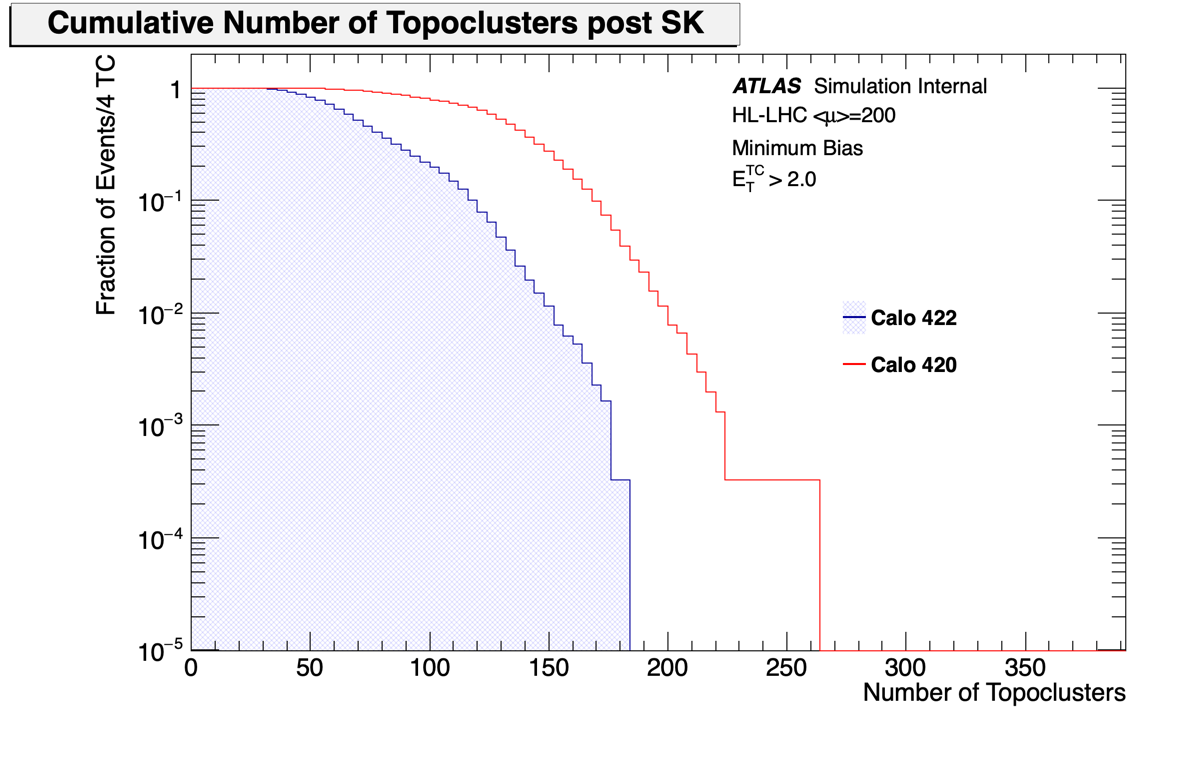 Cumulative Number of Topoclusters post SK
Fraction of Events/4 TC
ATLAS Simulation Internal
HL-LHC <μ>=200
Minimum Bias
E_T^TC > 2.0
Calo 422
Calo 420
1
10^−1
10^−2
10^−3
10^−4
10^−5
0 50 100 150 200 250 300 350
Number of Topoclusters